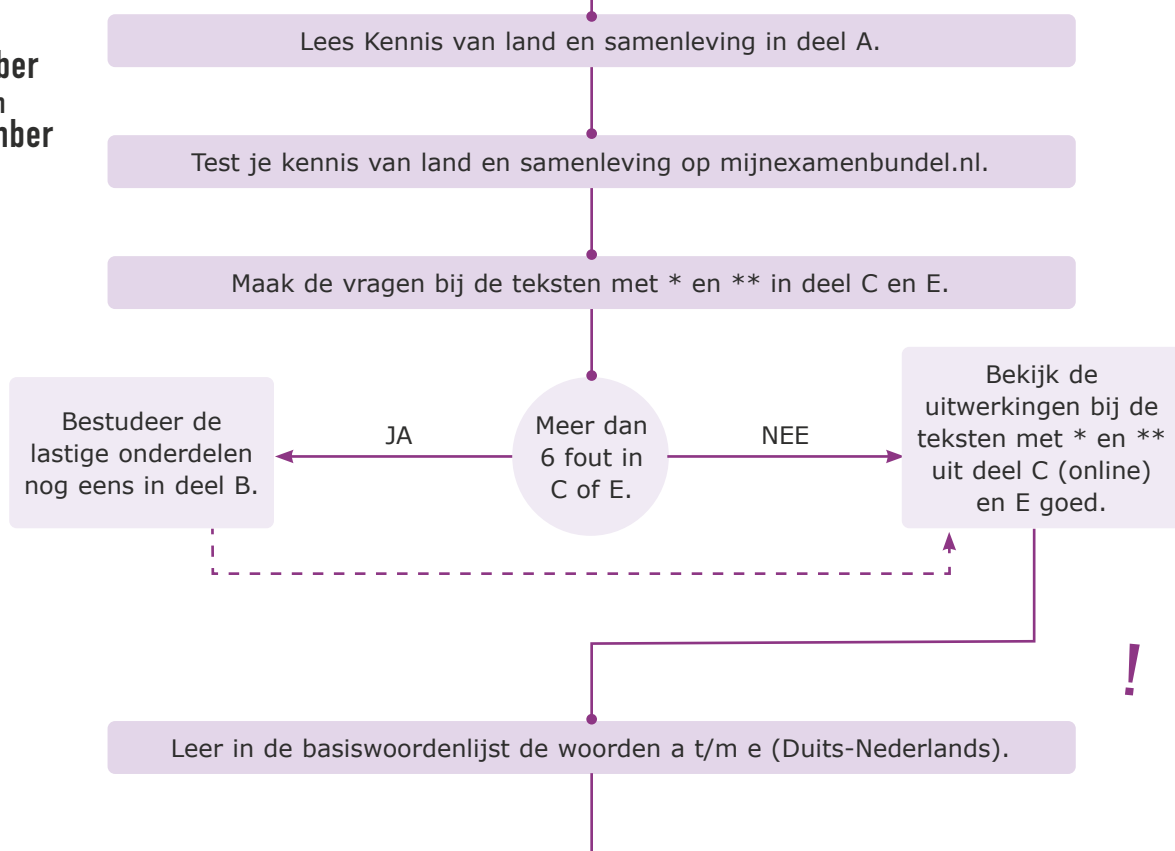 Lees Kennis van land en samenleving in deel A.
Test je kennis van land en samenleving op mijnexamenbundel.nl.
Maak de vragen bij de teksten met * en ** in deel C en E.
Bestudeer de
lastige onderdelen
nog eens in deel B.
JA
Meer dan
6 fout in
C of E.
NEE
Bekijk de
uitwerkingen bij de
teksten met * en **
uit deel C (online)
en E goed.
!
Leer in de basiswoordenlijst de woorden a t/m e (Duits-Nederlands).